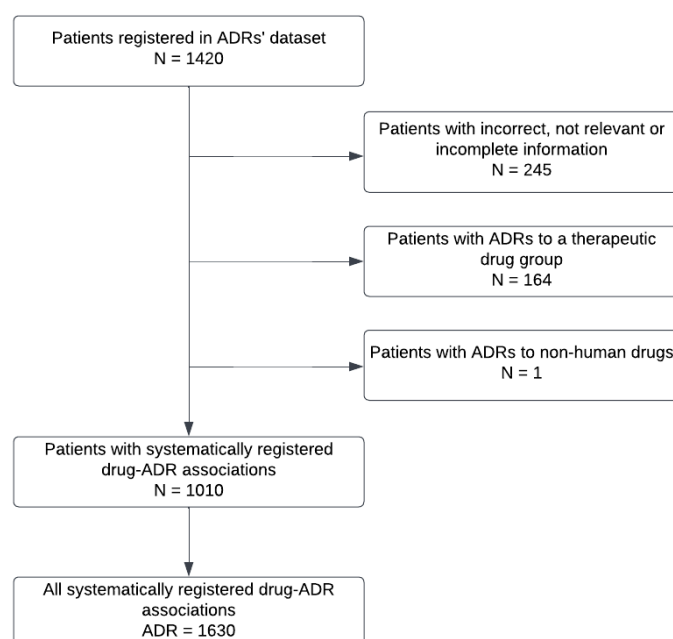 Patients registered in ADRs' dataset
N = 1420
Patients with incorrect, not relevant or
incomplete information
N = 245
Patients with ADRs to a therapeutic
drug group
N = 164
Patients with ADRs to non-human drugs
N = 1
Patients with systematically registered
drug-ADR associations
N = 1010
All systematically registered drug-ADR
associations
ADR = 1630